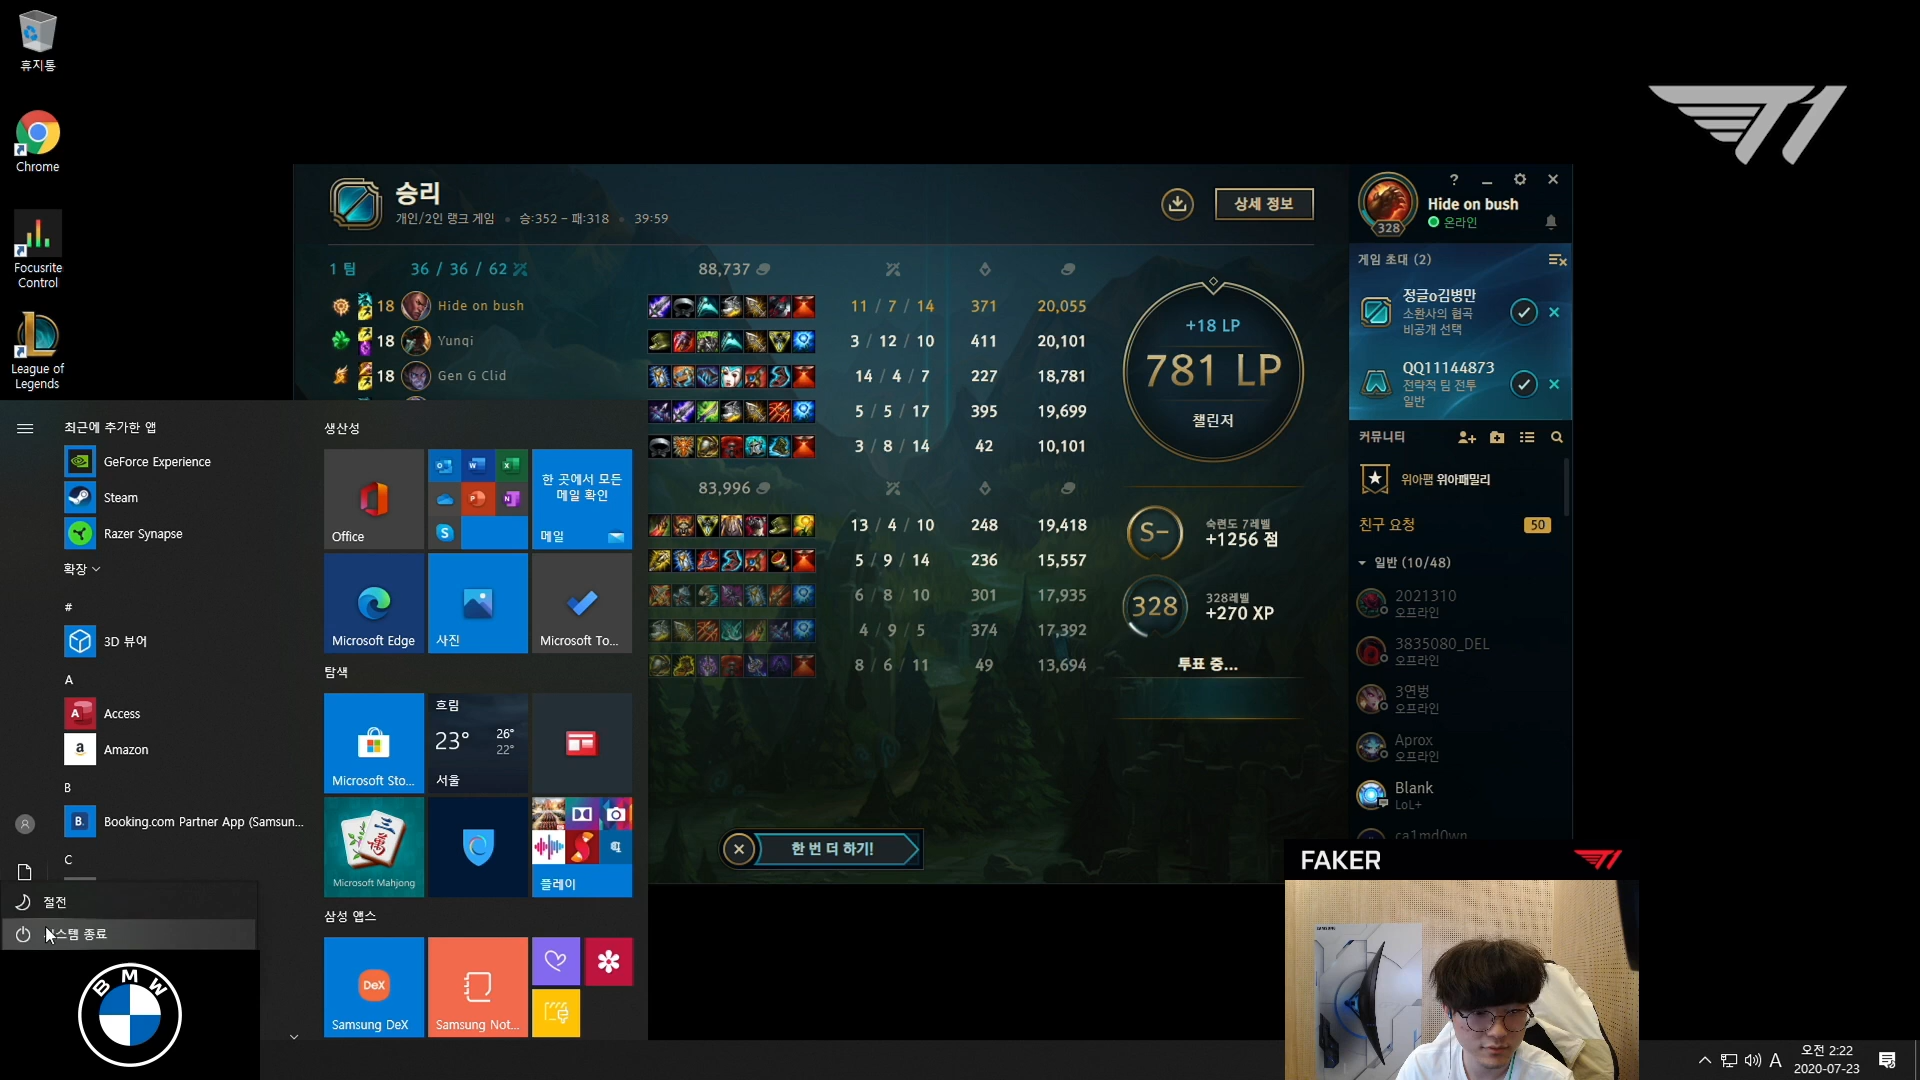 휴지통
Chrome
Focusrite
Control
League of
Legends
T1
승리
개인/2인 랭크 게임 • 승:352 – 패:318 • 39:59
상세 정보
1 팀 36 / 36 / 62 88,737
18 Hide on bush 11 / 7 / 14 371 20,055
18 Yunqi 3 / 12 / 10 411 20,101
18 Gen G Clid 14 / 4 / 7 227 18,781
5 / 5 / 17 395 19,699
3 / 8 / 14 42 10,101
83,996
13 / 4 / 10 248 19,418
5 / 9 / 14 236 15,557
6 / 8 / 10 301 17,935
4 / 9 / 5 374 17,392
8 / 6 / 11 49 13,694
+18 LP
781 LP
챌린저
S-
숙련도 7레벨
+1256 점
328
328레벨
+270 XP
투표 중...
한 번 더 하기!
?
328
Hide on bush
온라인
게임 초대 (2)
정글o김병만
소환사의 협곡
비공개 선택
QQ11144873
전략적 팀 전투
일반
커뮤니티
위아팸 위아패밀리
친구 요청 50
일반 (10/48)
2021310
오프라인
3835080_DEL
오프라인
3연벙
오프라인
Aprox
오프라인
Blank
LoL+
ca1md0wn
최근에 추가한 앱
GeForce Experience
Steam
Razer Synapse
확장
#
3D 뷰어
A
Access
Amazon
B
Booking.com Partner App (Samsun...
C
절전
스템 종료
생산성
Office
한 곳에서 모든
메일 확인
메일
Microsoft Edge
사진
Microsoft To...
탐색
Microsoft Sto...
흐림
23° 26°
22°
서울
Microsoft Mahjong
플레이
삼성 앱스
DeX
Samsung DeX
Samsung Not...
BMW
FAKER
T1
SAMSUNG
A
오전 2:22
2020-07-23